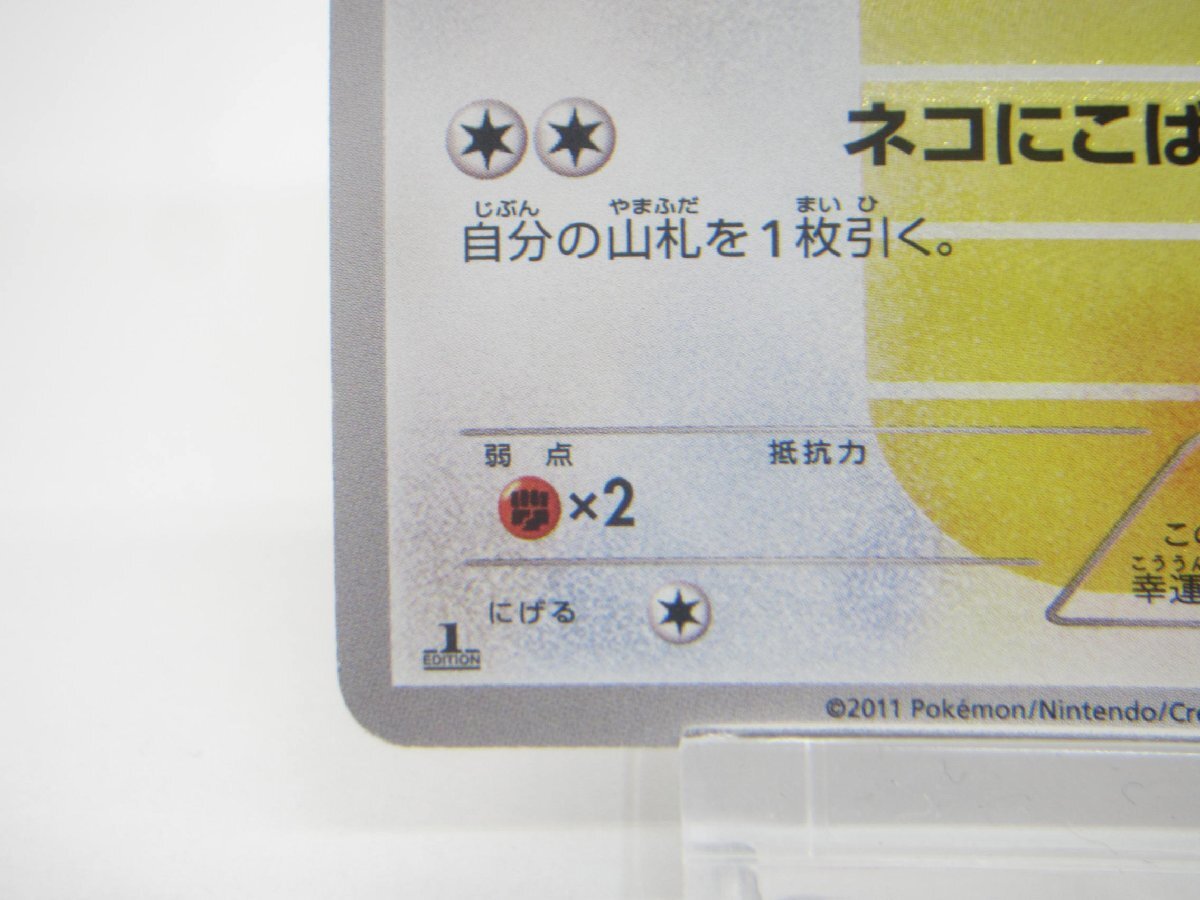 ネコにこば
じぶん やまふだ まい ひ
自分の山札を1枚引く。
弱点 抵抗力
×2
この
こううん
幸運
にげる
1
EDITION
©2011 Pokémon/Nintendo/Cre